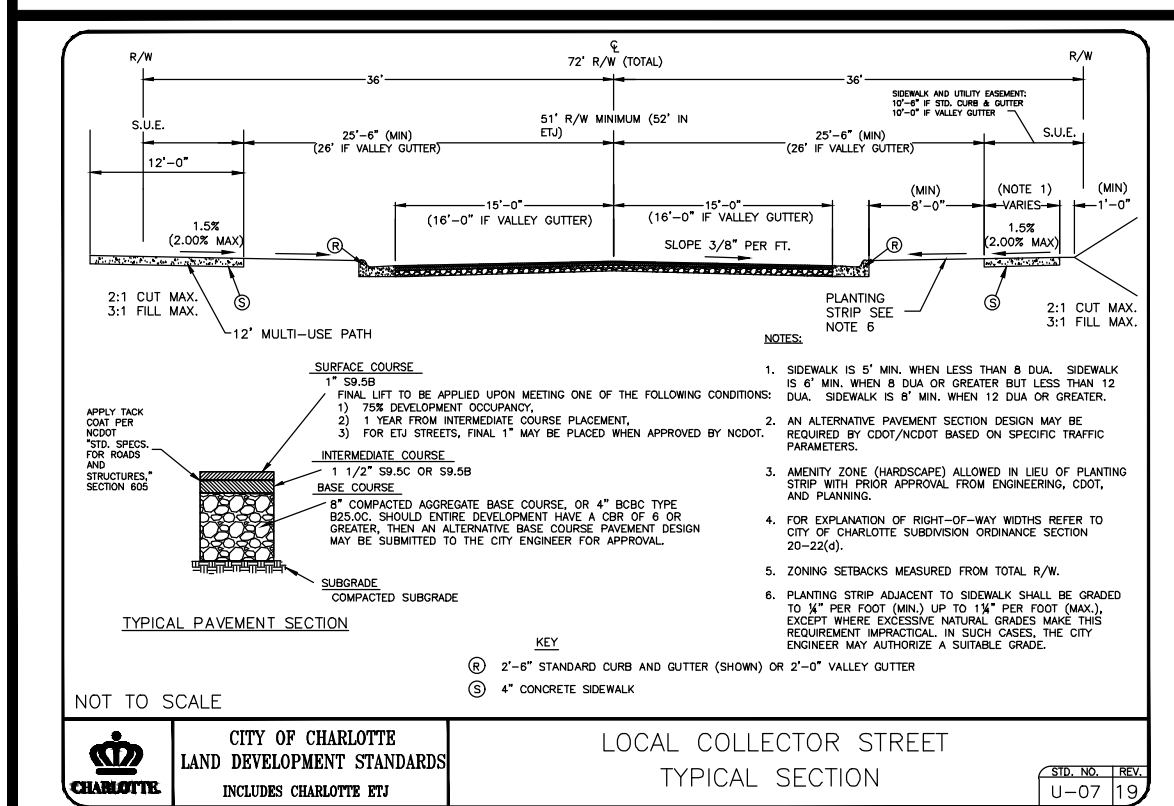 R/W
℄
72' R/W (TOTAL)
R/W
36'
36'
SIDEWALK AND UTILITY EASEMENT:
10'-6" IF STD. CURB & GUTTER
10'-0" IF VALLEY GUTTER
S.U.E.
51' R/W MINIMUM (52' IN
ETJ)
S.U.E.
25'-6" (MIN)
(26' IF VALLEY GUTTER)
25'-6" (MIN)
(26' IF VALLEY GUTTER)
12'-0"
(MIN)
8'-0"
(NOTE 1)
VARIES
(MIN)
1'-0"
15'-0"
(16'-0" IF VALLEY GUTTER)
15'-0"
(16'-0" IF VALLEY GUTTER)
1.5%
(2.00% MAX)
1.5%
(2.00% MAX)
R
SLOPE 3/8" PER FT.
R
2:1 CUT MAX.
3:1 FILL MAX.
S
12' MULTI-USE PATH
PLANTING
STRIP SEE
NOTE 6
S
2:1 CUT MAX.
3:1 FILL MAX.
SURFACE COURSE
1" S9.5B
FINAL LIFT TO BE APPLIED UPON MEETING ONE OF THE FOLLOWING CONDITIONS:
1) 75% DEVELOPMENT OCCUPANCY,
2) 1 YEAR FROM INTERMEDIATE COURSE PLACEMENT,
3) FOR ETJ STREETS, FINAL 1" MAY BE PLACED WHEN APPROVED BY NCDOT.
APPLY TACK
COAT PER
NCDOT
"STD. SPECS.
FOR ROADS
AND
STRUCTURES,"
SECTION 605
INTERMEDIATE COURSE
1 1/2" S9.5C OR S9.5B
BASE COURSE
8" COMPACTED AGGREGATE BASE COURSE, OR 4" BCBC TYPE
B25.0C. SHOULD ENTIRE DEVELOPMENT HAVE A CBR OF 6 OR
GREATER, THEN AN ALTERNATIVE BASE COURSE PAVEMENT DESIGN
MAY BE SUBMITTED TO THE CITY ENGINEER FOR APPROVAL.
SUBGRADE
COMPACTED SUBGRADE
TYPICAL PAVEMENT SECTION
NOTES:
1. SIDEWALK IS 5' MIN. WHEN LESS THAN 8 DUA. SIDEWALK
IS 6' MIN. WHEN 8 DUA OR GREATER BUT LESS THAN 12
DUA. SIDEWALK IS 8' MIN. WHEN 12 DUA OR GREATER.
2. AN ALTERNATIVE PAVEMENT SECTION DESIGN MAY BE
REQUIRED BY CDOT/NCDOT BASED ON SPECIFIC TRAFFIC
PARAMETERS.
3. AMENITY ZONE (HARDSCAPE) ALLOWED IN LIEU OF PLANTING
STRIP WITH PRIOR APPROVAL FROM ENGINEERING, CDOT,
AND PLANNING.
4. FOR EXPLANATION OF RIGHT-OF-WAY WIDTHS REFER TO
CITY OF CHARLOTTE SUBDIVISION ORDINANCE SECTION
20-22(d).
5. ZONING SETBACKS MEASURED FROM TOTAL R/W.
6. PLANTING STRIP ADJACENT TO SIDEWALK SHALL BE GRADED
TO ¼" PER FOOT (MIN.) UP TO 1¼" PER FOOT (MAX.),
EXCEPT WHERE EXCESSIVE NATURAL GRADES MAKE THIS
REQUIREMENT IMPRACTICAL. IN SUCH CASES, THE CITY
ENGINEER MAY AUTHORIZE A SUITABLE GRADE.
KEY
R 2'-6" STANDARD CURB AND GUTTER (SHOWN) OR 2'-0" VALLEY GUTTER
S 4" CONCRETE SIDEWALK
NOT TO SCALE
CHARLOTTE.
CITY OF CHARLOTTE
LAND DEVELOPMENT STANDARDS
INCLUDES CHARLOTTE ETJ
LOCAL COLLECTOR STREET
TYPICAL SECTION
STD. NO. REV.
U-07 19